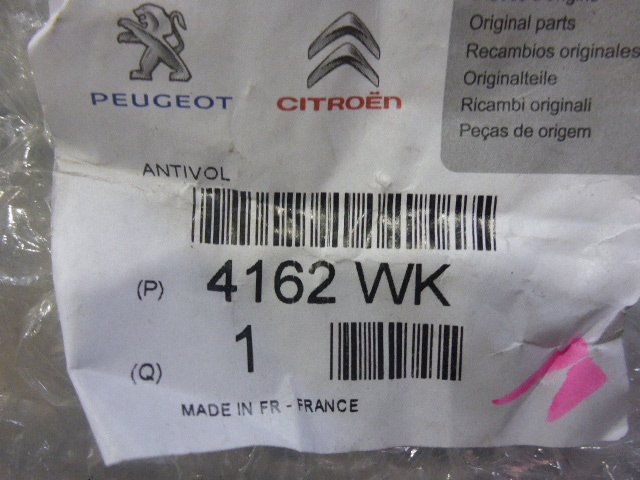 PEUGEOT
CITROËN
Original parts
Recambios originales
Originalteile
Ricambi originali
Peças de origem
ANTIVOL
(P) 4162 WK
(Q) 1
MADE IN FR - FRANCE